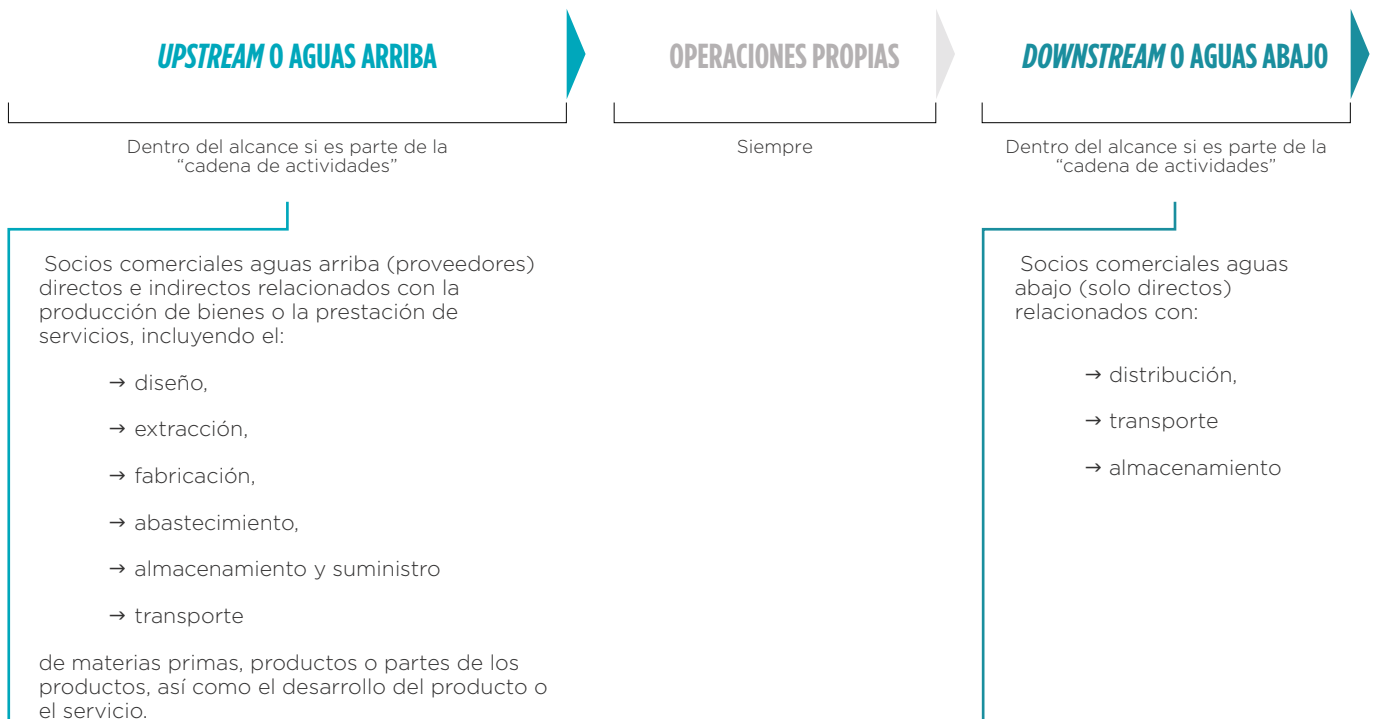 UPSTREAM O AGUAS ARRIBA
Dentro del alcance si es parte de la
“cadena de actividades”
Socios comerciales aguas arriba (proveedores)
directos e indirectos relacionados con la
producción de bienes o la prestación de
servicios, incluyendo el:
→ diseño,
→ extracción,
→ fabricación,
→ abastecimiento,
→ almacenamiento y suministro
→ transporte
de materias primas, productos o partes de los
productos, así como el desarrollo del producto o
el servicio.
OPERACIONES PROPIAS
Siempre
DOWNSTREAM O AGUAS ABAJO
Dentro del alcance si es parte de la
“cadena de actividades”
Socios comerciales aguas
abajo (solo directos)
relacionados con:
→ distribución,
→ transporte
→ almacenamiento